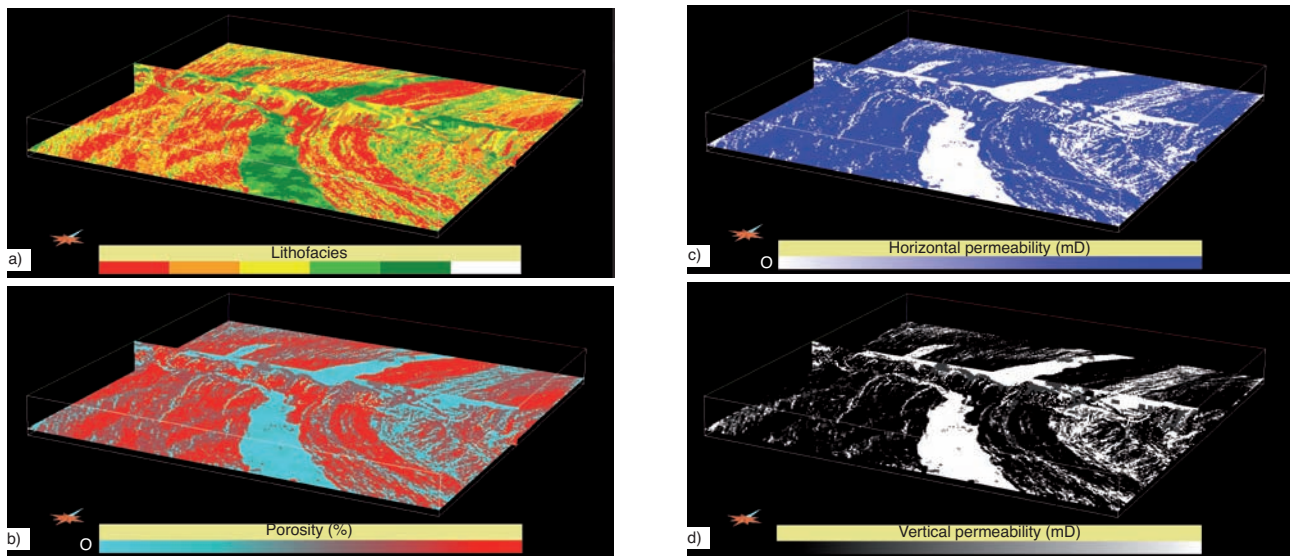 a)
Lithofacies
b)
O
Porosity (%)
c)
O
Horizontal permeability (mD)
d)
Vertical permeability (mD)